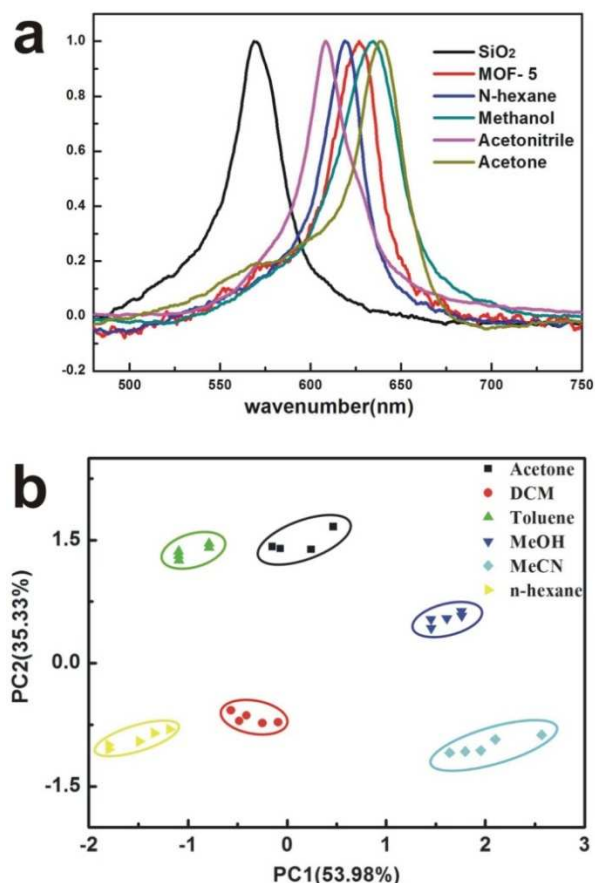 a
SiO₂
MOF- 5
N-hexane
Methanol
Acetonitrile
Acetone
1.0
0.8
0.6
0.4
0.2
0.0
-0.2
500 550 600 650 700 750
wavenumber(nm)
b
Acetone
DCM
Toluene
MeOH
MeCN
n-hexane
PC2(35.33%)
1.5
0.0
-1.5
-2 -1 0 1 2 3
PC1(53.98%)